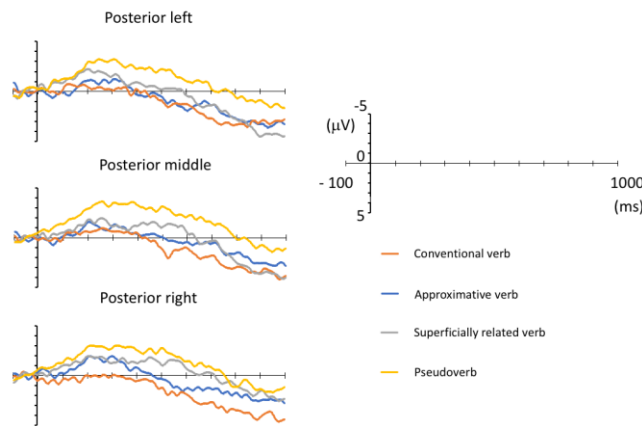 Posterior left
Posterior middle
Posterior right
-5
(μV)
0
- 100
1000
(ms)
5
Conventional verb
Approximative verb
Superficially related verb
Pseudoverb